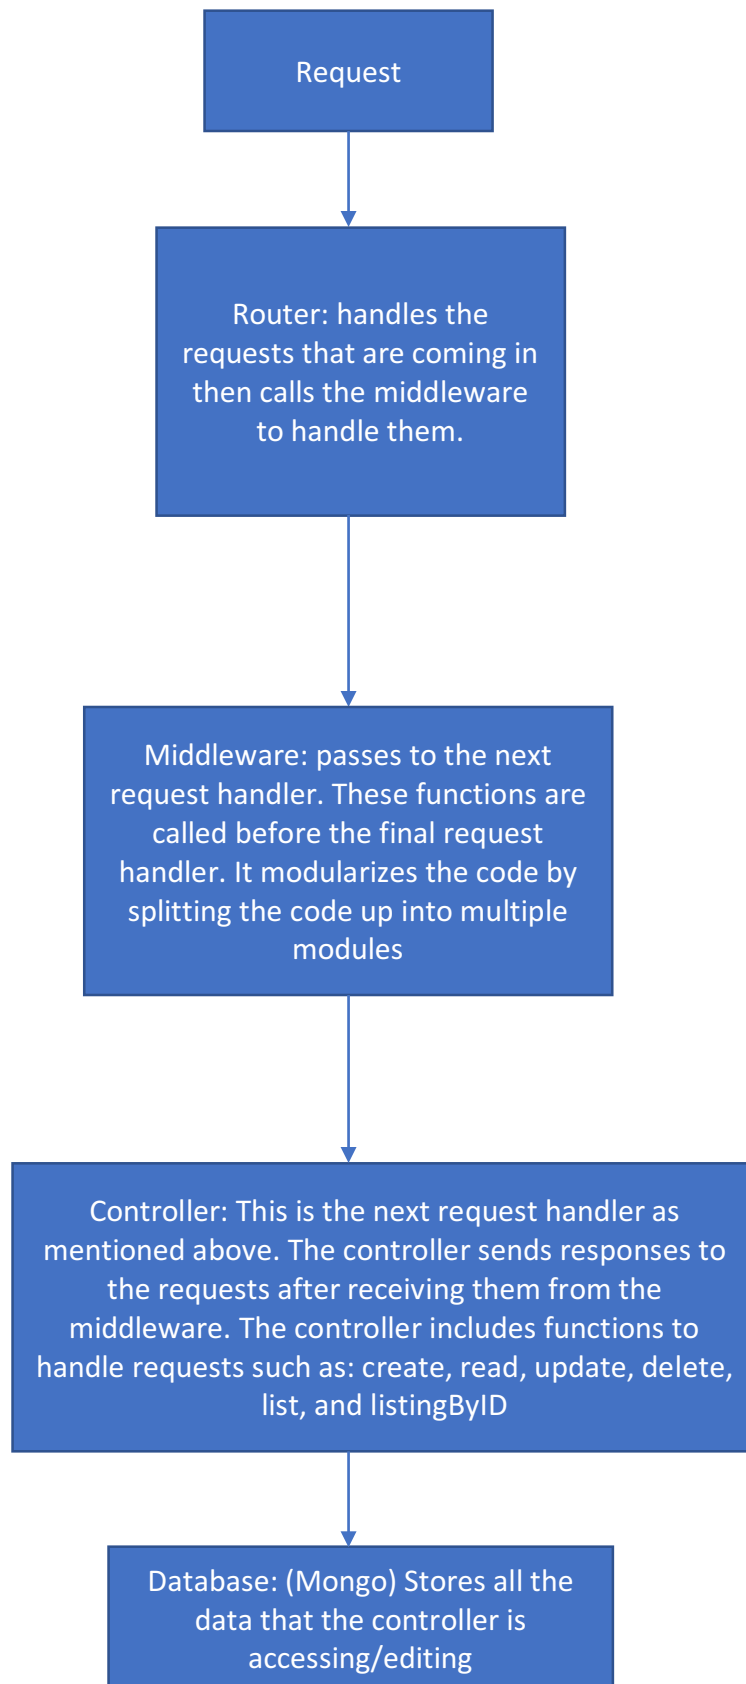 Request
Router: handles the
requests that are coming in
then calls the middleware
to handle them.
Middleware: passes to the next
request handler. These functions are
called before the final request
handler. It modularizes the code by
splitting the code up into multiple
modules
Controller: This is the next request handler as
mentioned above. The controller sends responses to
the requests after receiving them from the
middleware. The controller includes functions to
handle requests such as: create, read, update, delete,
list, and listingByID
Database: (Mongo) Stores all the
data that the controller is
accessing/editing